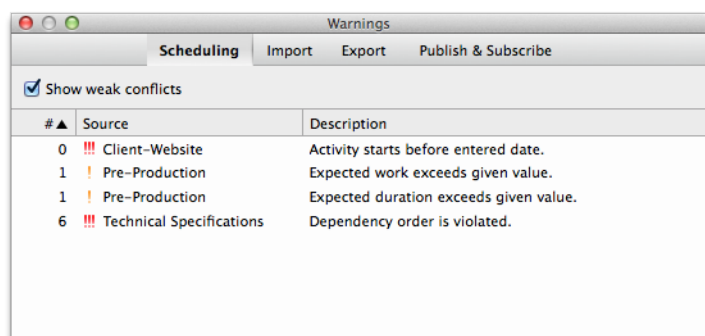 Warnings
Scheduling Import Export Publish & Subscribe
Show weak conflicts
#▲ Source Description
0 !!! Client-Website Activity starts before entered date.
1 ! Pre-Production Expected work exceeds given value.
1 ! Pre-Production Expected duration exceeds given value.
6 !!! Technical Specifications Dependency order is violated.